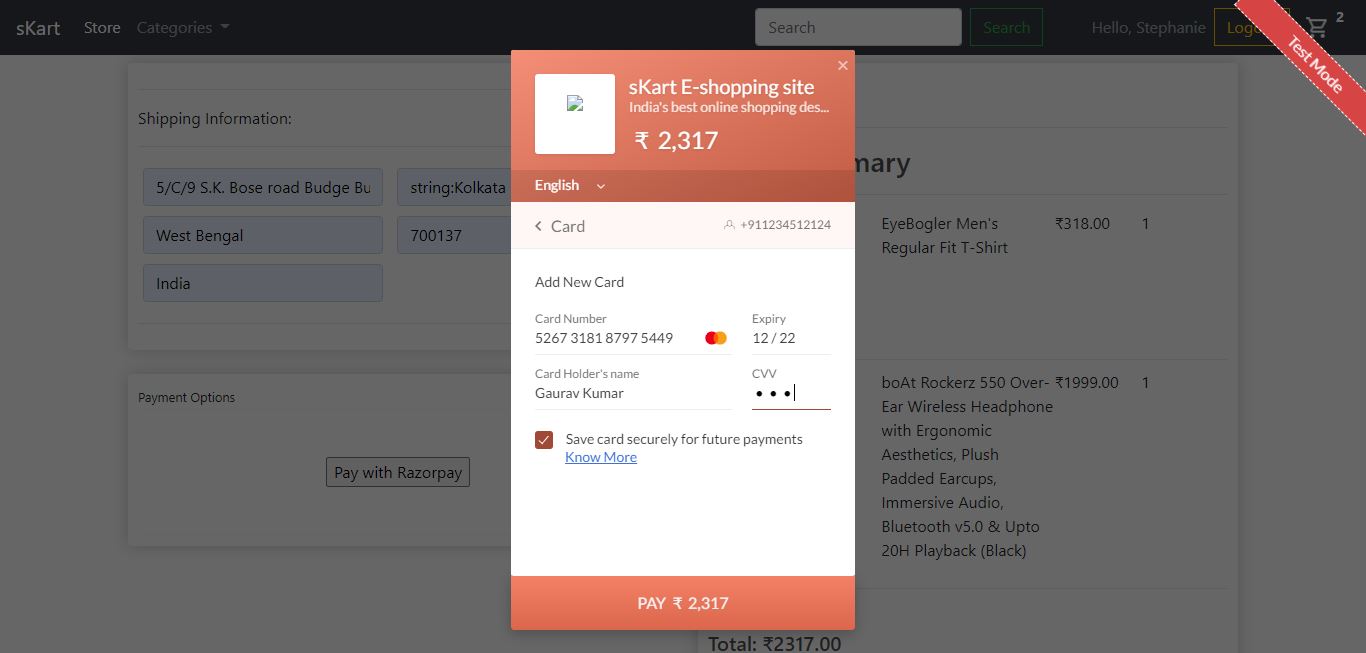 sKart
Store
Categories
Search
Search
Hello, Stephanie
2
Test Mode
Shipping Information:
5/C/9 S.K. Bose road Budge Bu
string:Kolkata
West Bengal
700137
India
Payment Options
Pay with Razorpay
sKart E-shopping site
India's best online shopping des...
₹ 2,317
English
Card
+911234512124
Add New Card
Card Number
5267 3181 8797 5449
Expiry
12 / 22
Card Holder's name
Gaurav Kumar
CVV
Save card securely for future payments
Know More
PAY ₹ 2,317
EyeBogler Men's ₹318.00 1
Regular Fit T-Shirt
boAt Rockerz 550 Over- ₹1999.00 1
Ear Wireless Headphone
with Ergonomic
Aesthetics, Plush
Padded Earcups,
Immersive Audio,
Bluetooth v5.0 & Upto
20H Playback (Black)
Total: ₹2317.00